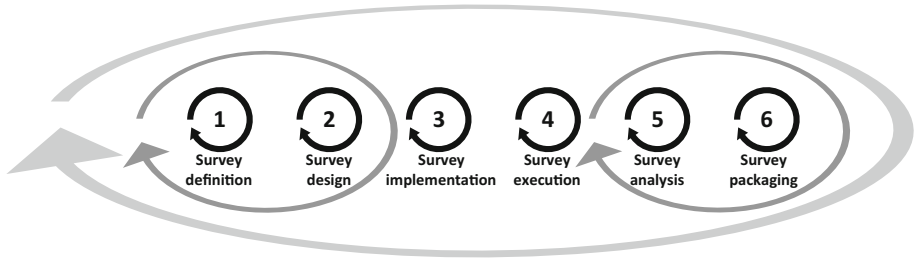 1 2 3 4 5 6
Survey Survey Survey Survey Survey Survey
definition design implementation execution analysis packaging